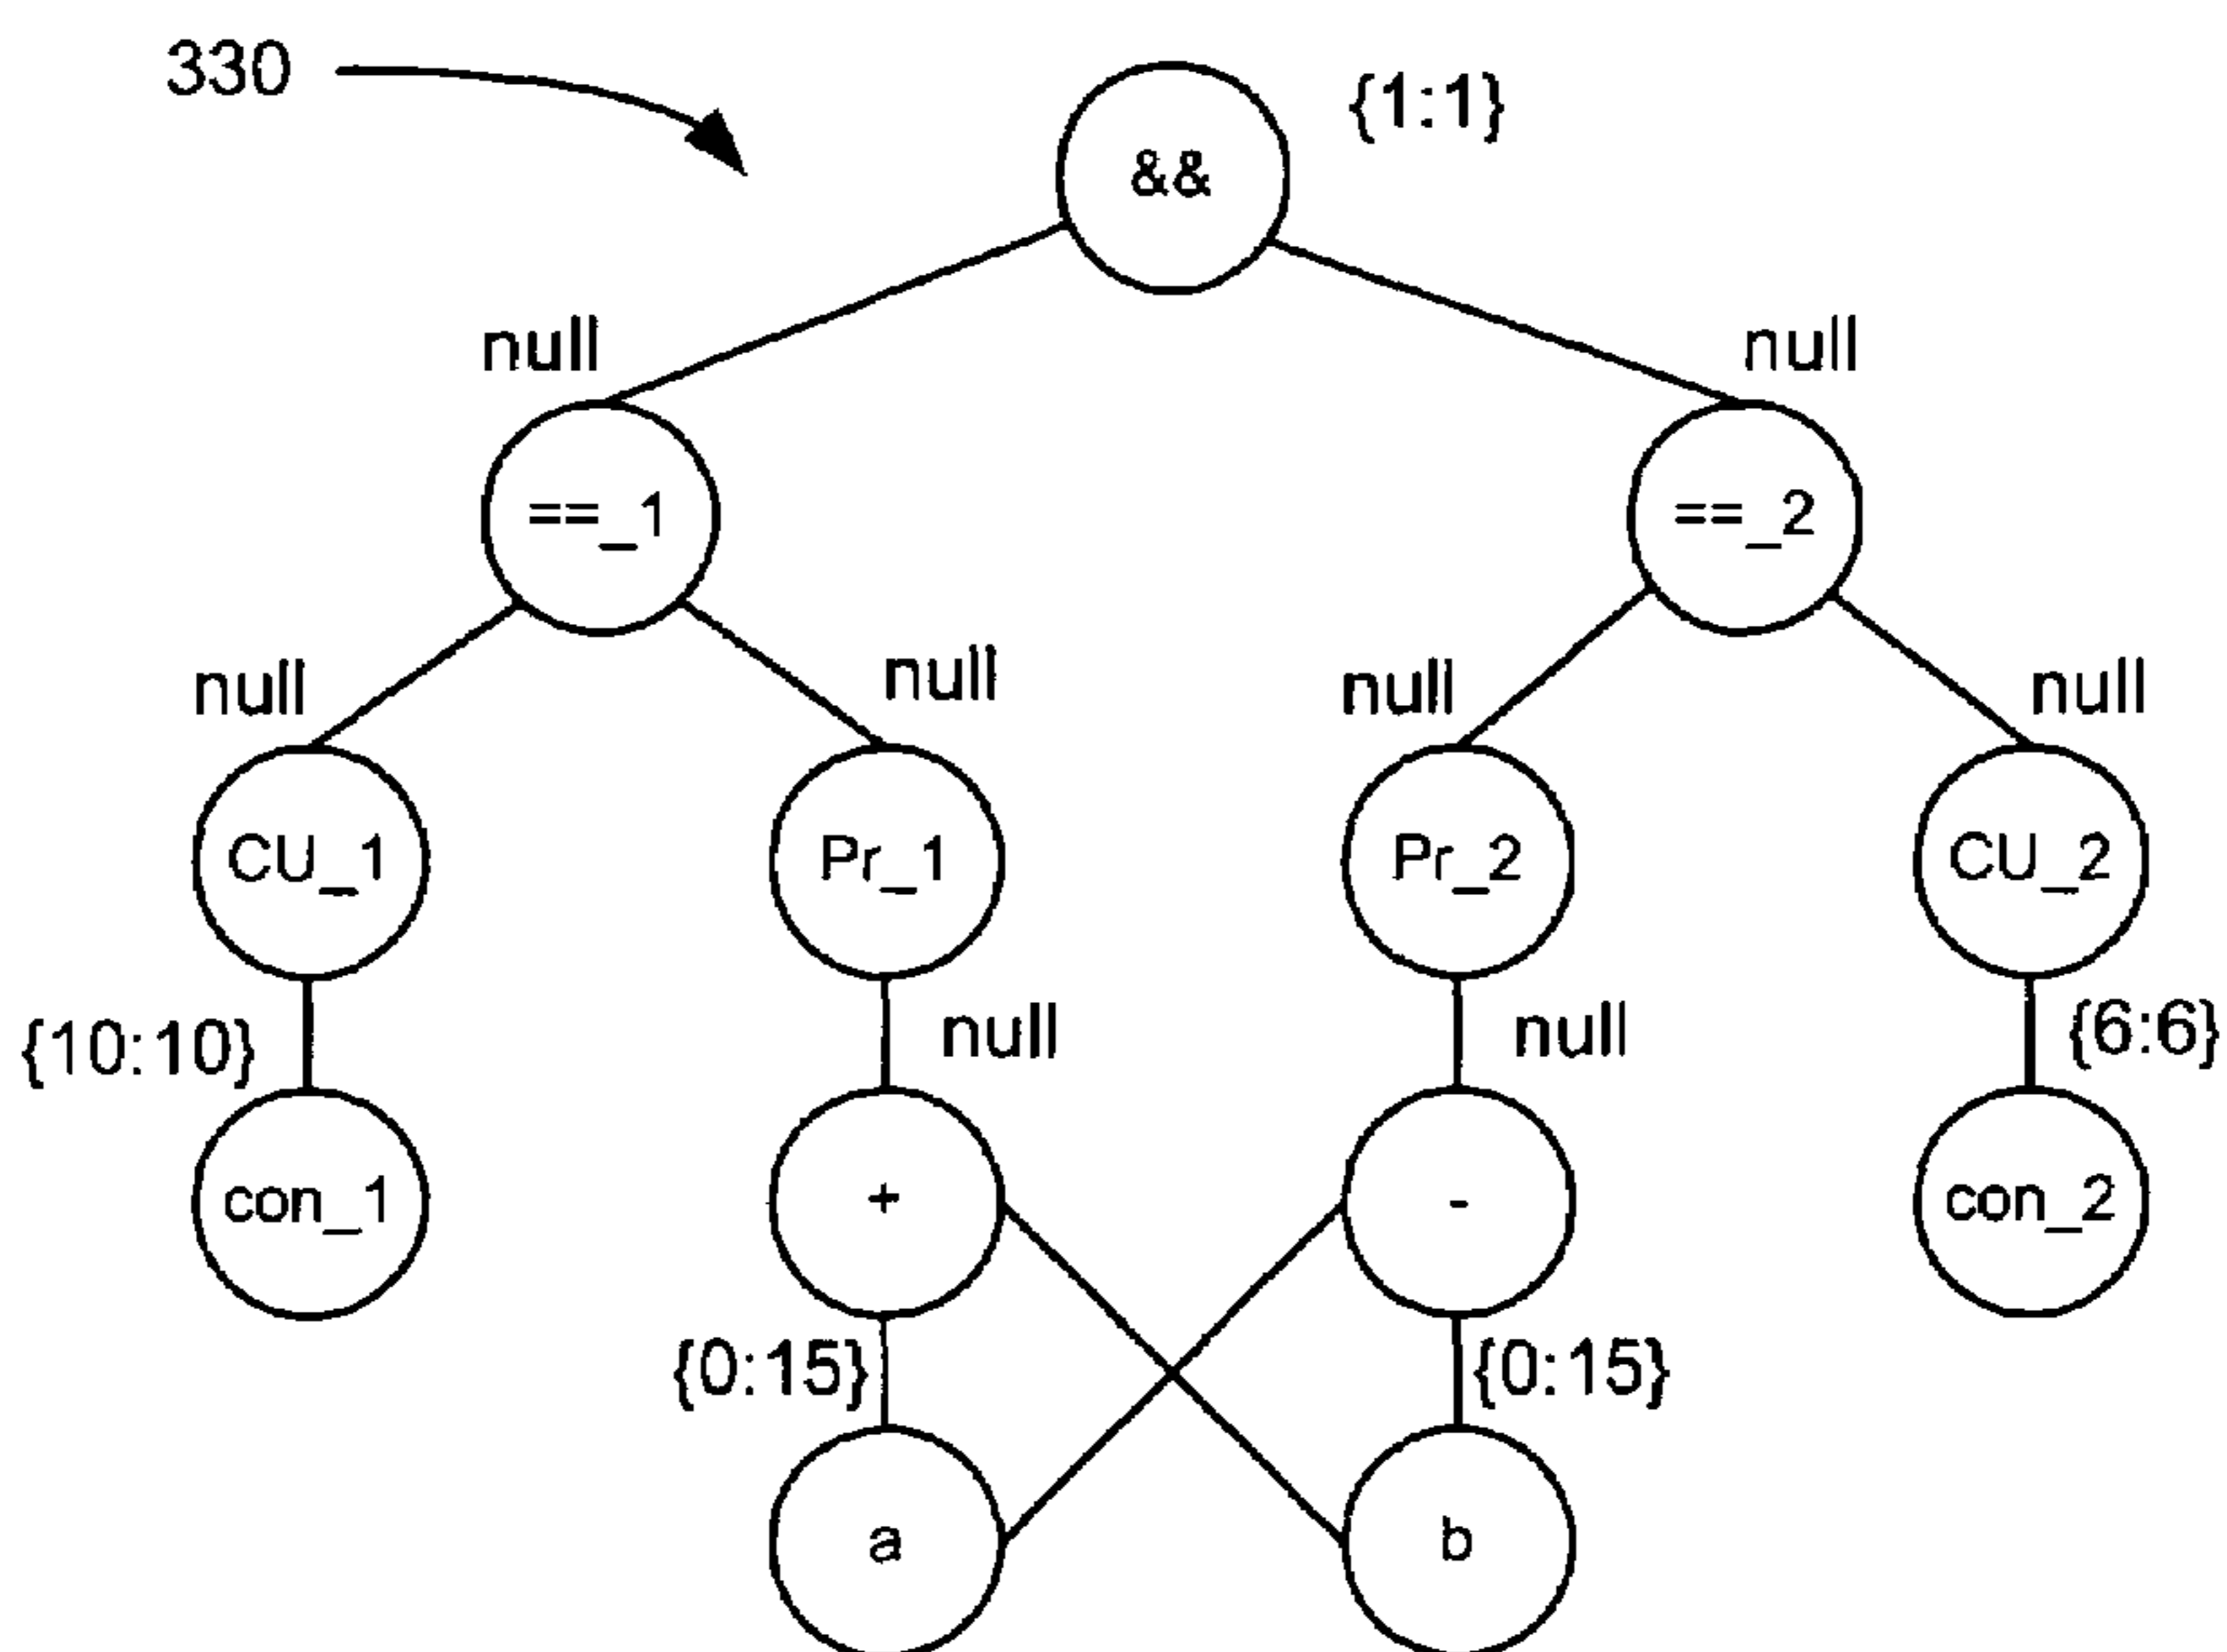 330
{1:1}
&&
null
null
==_1
==_2
null
null
null
null
CU_1
Pr_1
Pr_2
CU_2
{10:10}
null
null
{6:6}
con_1
+
-
con_2
{0:15}
{0:15}
a
b